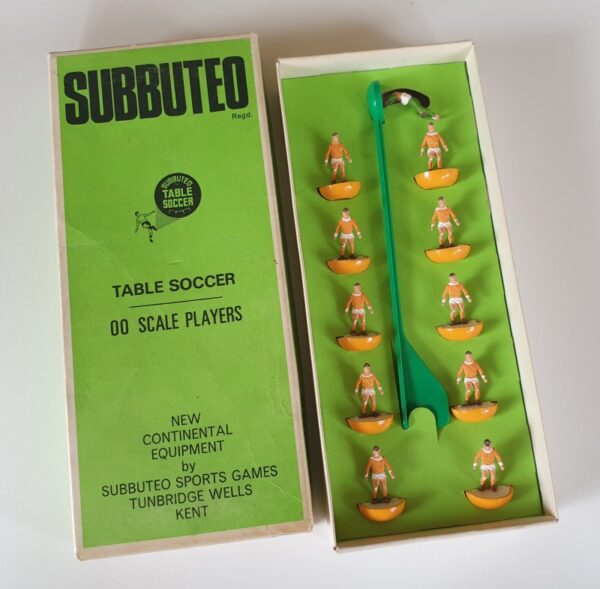 SUBBUTEO
Regd.
SUBBUTEO
TABLE
SOCCER
TABLE SOCCER
OO SCALE PLAYERS
NEW
CONTINENTAL
EQUIPMENT
by
SUBBUTEO SPORTS GAMES
TUNBRIDGE WELLS
KENT